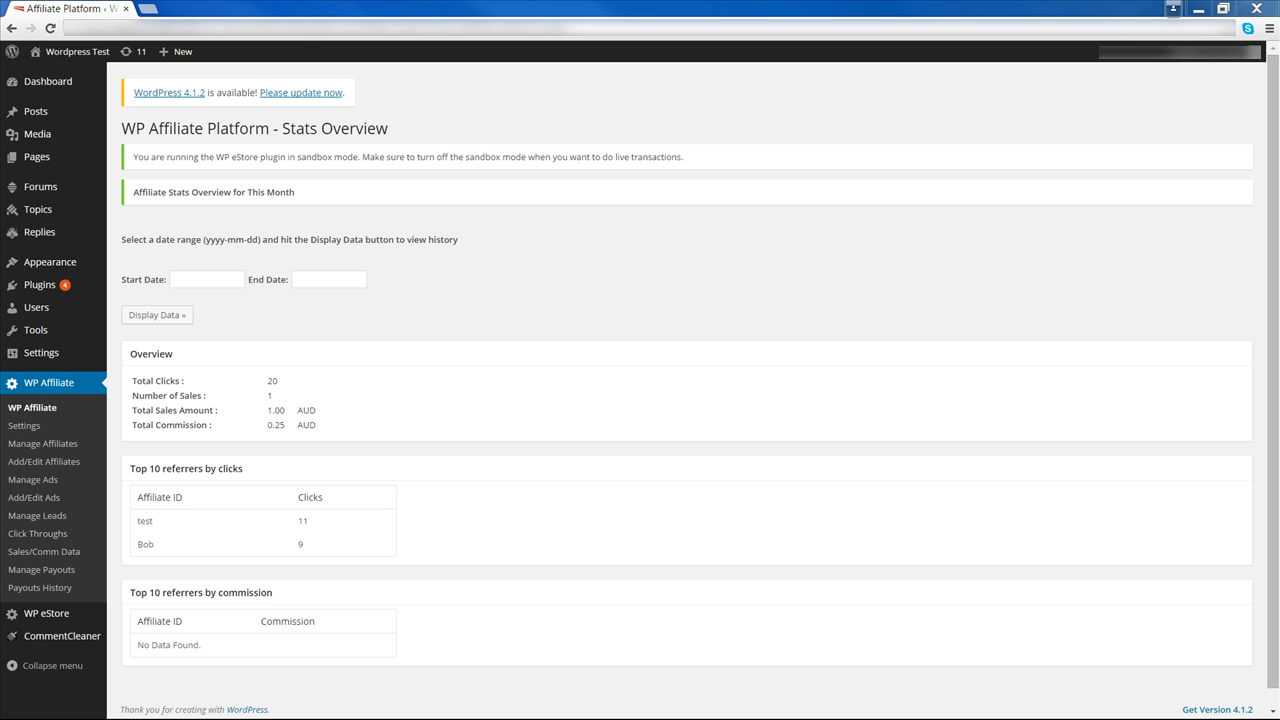 Affiliate Platform ‹ W ×
Wordpress Test 11 + New
Dashboard
Posts
Media
Pages
Forums
Topics
Replies
Appearance
Plugins 4
Users
Tools
Settings
WP Affiliate
WP Affiliate
Settings
Manage Affiliates
Add/Edit Affiliates
Manage Ads
Add/Edit Ads
Manage Leads
Click Throughs
Sales/Comm Data
Manage Payouts
Payouts History
WP eStore
CommentCleaner
Collapse menu
WordPress 4.1.2 is available! Please update now.
WP Affiliate Platform - Stats Overview
You are running the WP eStore plugin in sandbox mode. Make sure to turn off the sandbox mode when you want to do live transactions.
Affiliate Stats Overview for This Month
Select a date range (yyyy-mm-dd) and hit the Display Data button to view history
Start Date: End Date:
Display Data »
Overview
Total Clicks : 20
Number of Sales : 1
Total Sales Amount : 1.00 AUD
Total Commission : 0.25 AUD
Top 10 referrers by clicks
Affiliate ID Clicks
test 11
Bob 9
Top 10 referrers by commission
Affiliate ID Commission
No Data Found.
Thank you for creating with WordPress. Get Version 4.1.2